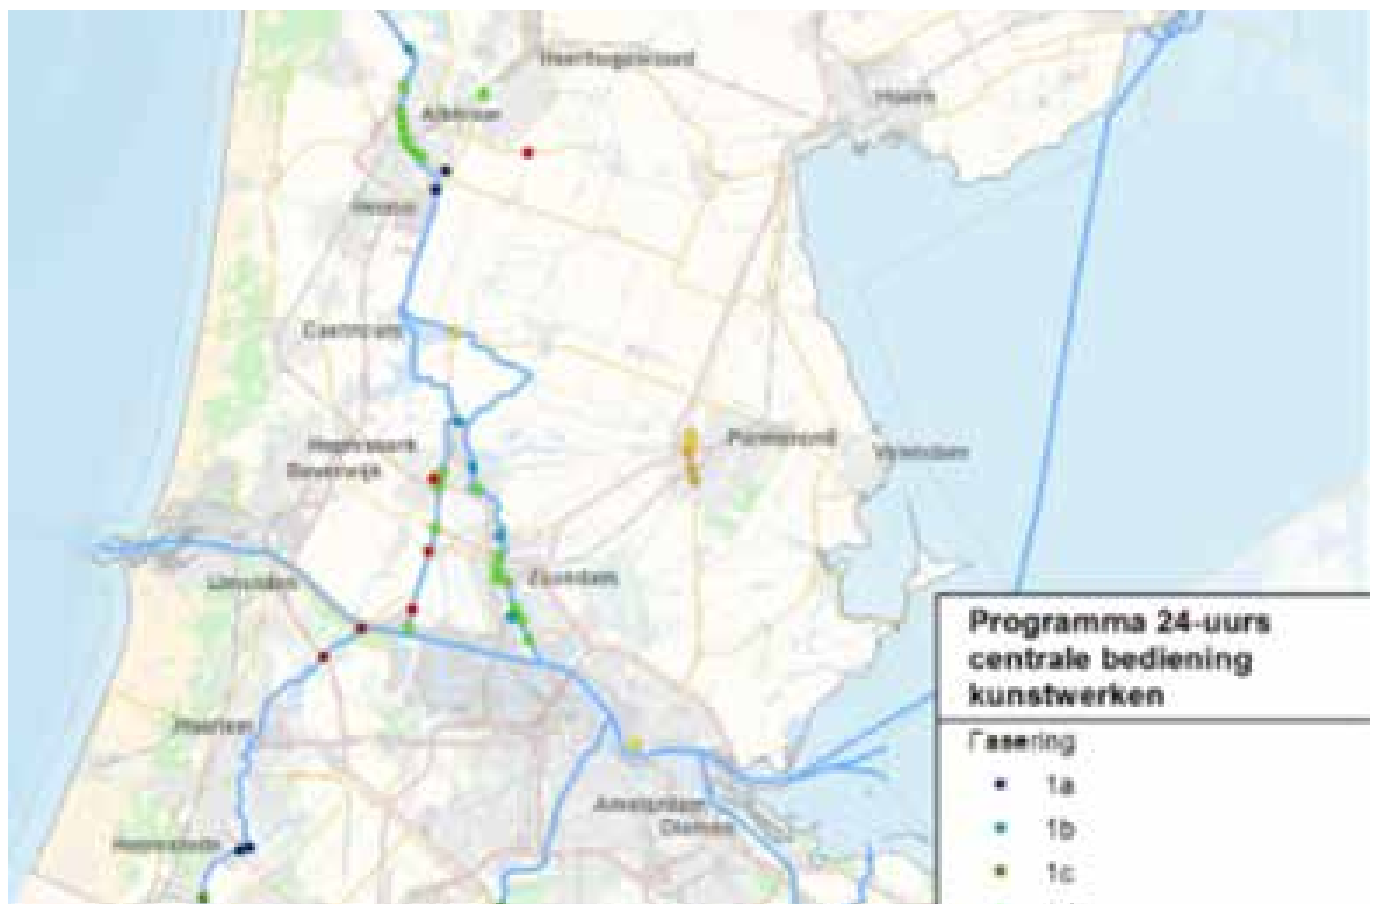 Heerhugowaard
Hoorn
Alkmaar
Heiloo
Castricum
Heemskerk
Beverwijk
Purmerend
Volendam
IJmuiden
Zaandam
Haarlem
Amsterdam
Diemen
Heemstede
Programma 24-uurs
centrale bediening
kunstwerken
Fasering
1a
1b
1c